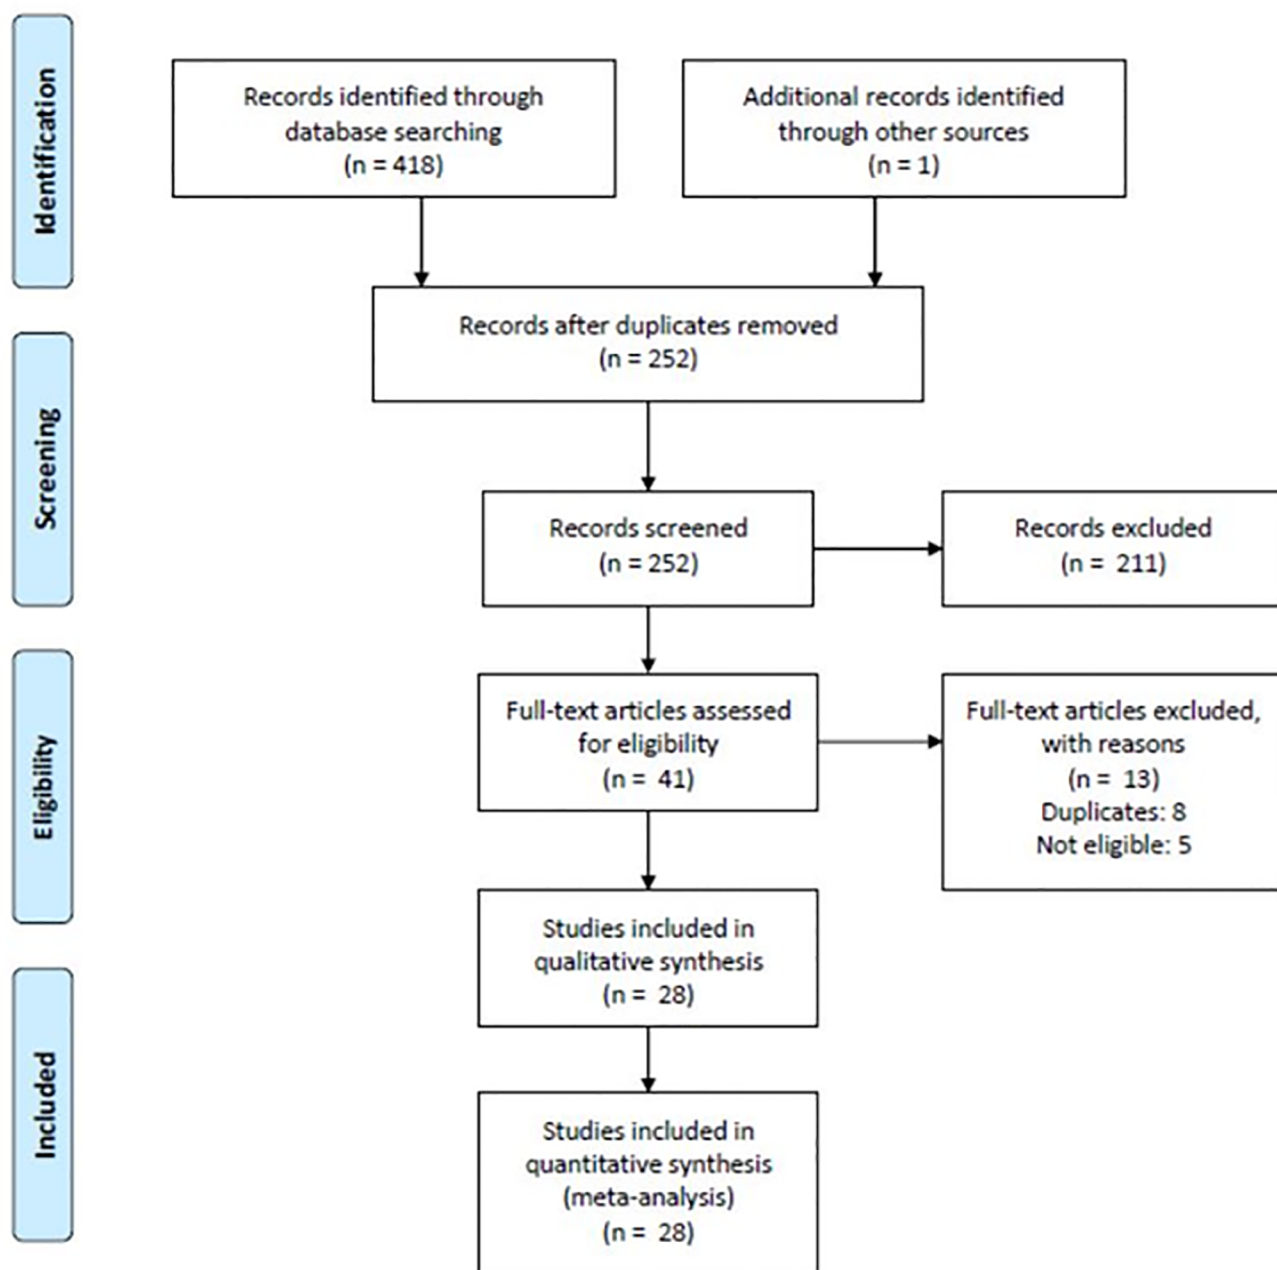 Identification
Records identified through
database searching
(n = 418)
Additional records identified
through other sources
(n = 1)
Records after duplicates removed
(n = 252)
Screening
Records screened
(n = 252)
Records excluded
(n = 211)
Eligibility
Full-text articles assessed
for eligibility
(n = 41)
Full-text articles excluded,
with reasons
(n = 13)
Duplicates: 8
Not eligible: 5
Studies included in
qualitative synthesis
(n = 28)
Included
Studies included in
quantitative synthesis
(meta-analysis)
(n = 28)